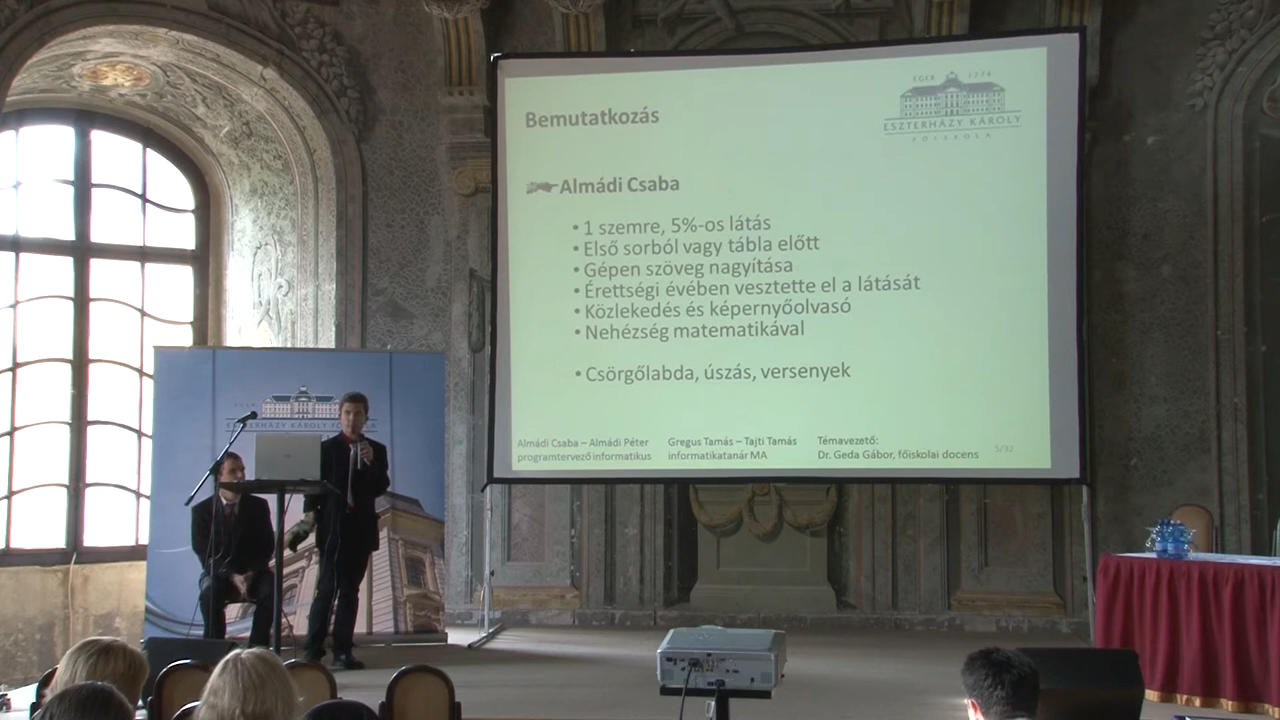 EGER 1774
ESZTERHÁZY KÁROLY
FŐISKOLA
Bemutatkozás
Almádi Csaba
• 1 szemre, 5%-os látás
• Első sorból vagy tábla előtt
• Gépen szöveg nagyítása
• Érettségi évében vesztette el a látását
• Közlekedés és képernyőolvasó
• Nehézség matematikával
• Csörgőlabda, úszás, versenyek
Almádi Csaba – Almádi Péter
programtervező informatikus
Gregus Tamás – Tajti Tamás
informatikatanár MA
Témavezető:
Dr. Geda Gábor, főiskolai docens
5/32
ESZTERHÁZY KÁROLY